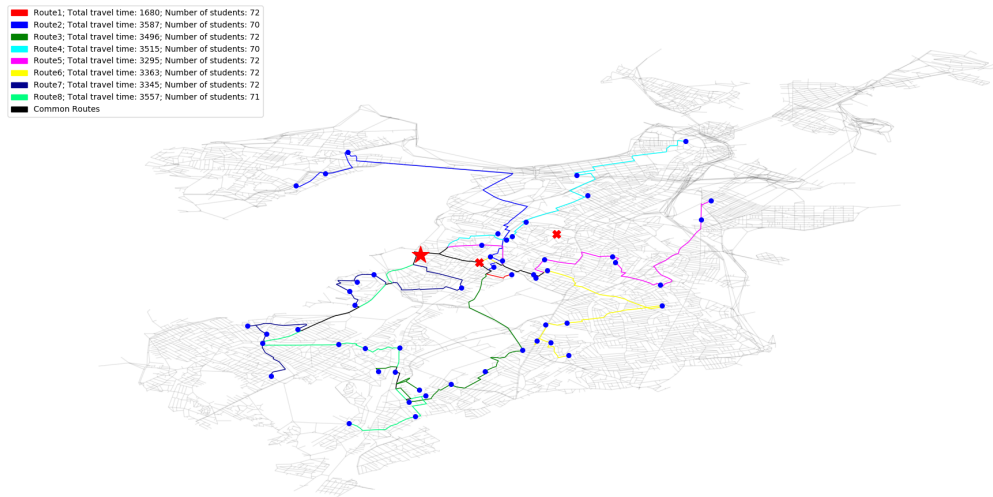 Route1; Total travel time: 1680; Number of students: 72
Route2; Total travel time: 3587; Number of students: 70
Route3; Total travel time: 3496; Number of students: 72
Route4; Total travel time: 3515; Number of students: 70
Route5; Total travel time: 3295; Number of students: 72
Route6; Total travel time: 3363; Number of students: 72
Route7; Total travel time: 3345; Number of students: 72
Route8; Total travel time: 3557; Number of students: 71
Common Routes